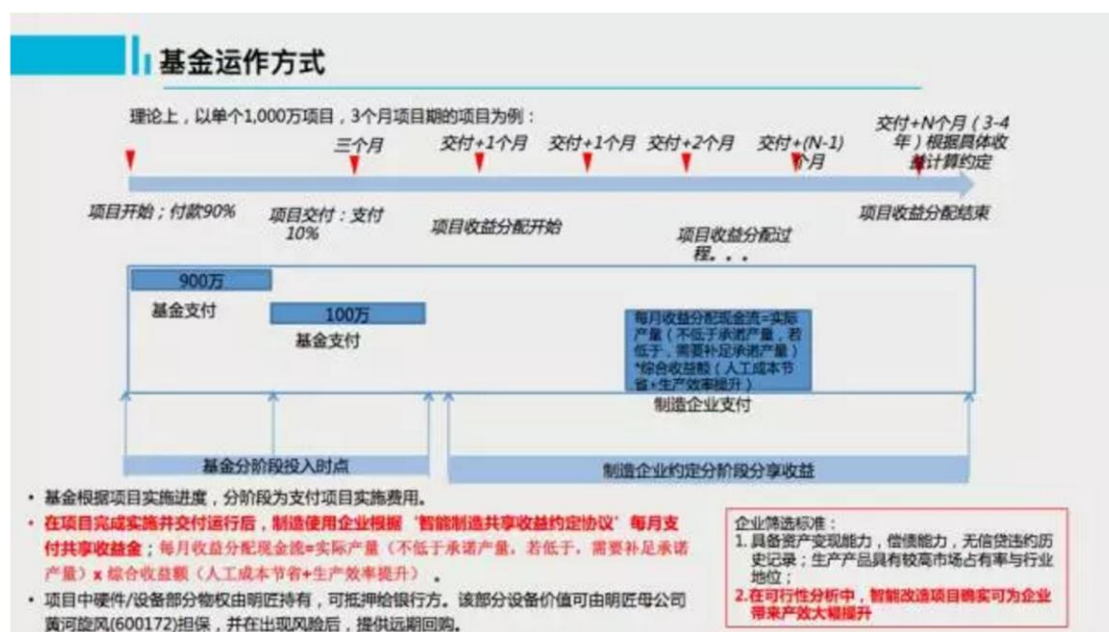 基金运作方式
理论上，以单个1,000万项目，3个月项目期的项目为例：
三个月
交付+1个月
交付+1个月
交付+2个月
交付+(N-1)
个月
交付+N个月（3-4
年）根据具体收
益计算约定
项目开始；付款90%
项目交付：支付
10%
项目收益分配开始
项目收益分配过
程。。。
项目收益分配结束
900万
基金支付
100万
基金支付
每月收益分配现金流=实际
产量（不低于承诺产量，若
低于，需要补足承诺产量）
*综合收益额（人工成本节
省+生产效率提升）
制造企业支付
基金分阶段投入时点
制造企业约定分阶段分享收益
• 基金根据项目实施进度，分阶段为支付项目实施费用。
• 在项目完成实施并交付运行后，制造使用企业根据‘智能制造共享收益约定协议’每月支
付共享收益金；每月收益分配现金流=实际产量（不低于承诺产量，若低于，需要补足承诺
产量）x 综合收益额（人工成本节省+生产效率提升）。
• 项目中硬件/设备部分物权由明匠持有，可抵押给银行方。该部分设备价值可由明匠母公司
黄河旋风(600172)担保，并在出现风险后，提供远期回购。
企业筛选标准：
1. 具备资产变现能力，偿债能力，无信贷违约历
史记录；生产产品具有较高市场占有率与行业
地位；
2.在可行性分析中，智能改造项目确实可为企业
带来产效大幅提升